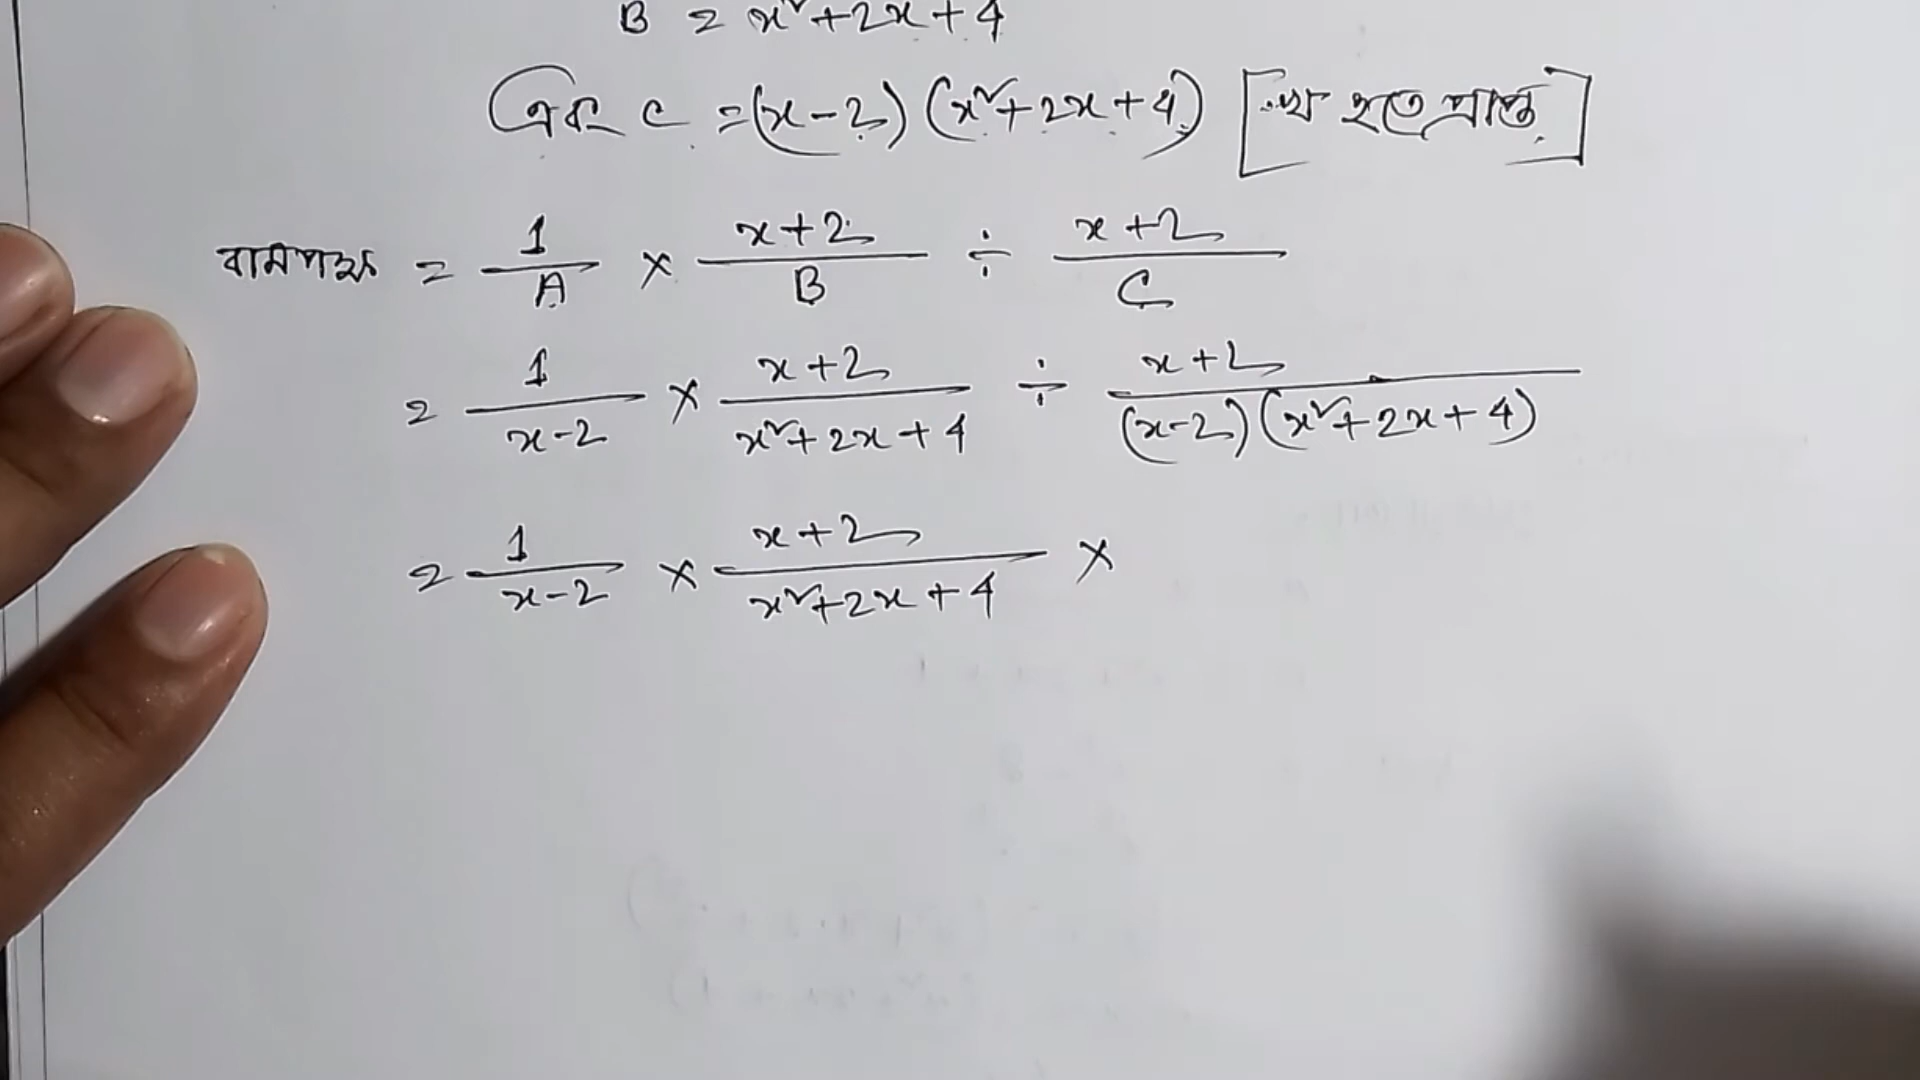 B = x²+2x+4
এবং C = (x-2) (x²+2x+4) [খ হতে প্রাপ্ত]
বামপক্ষ = 1/A × x+2/B ÷ x+2/C
= 1/x-2 × x+2/x²+2x+4 ÷ x+2/(x-2)(x²+2x+4)
= 1/x-2 × x+2/x²+2x+4 ×